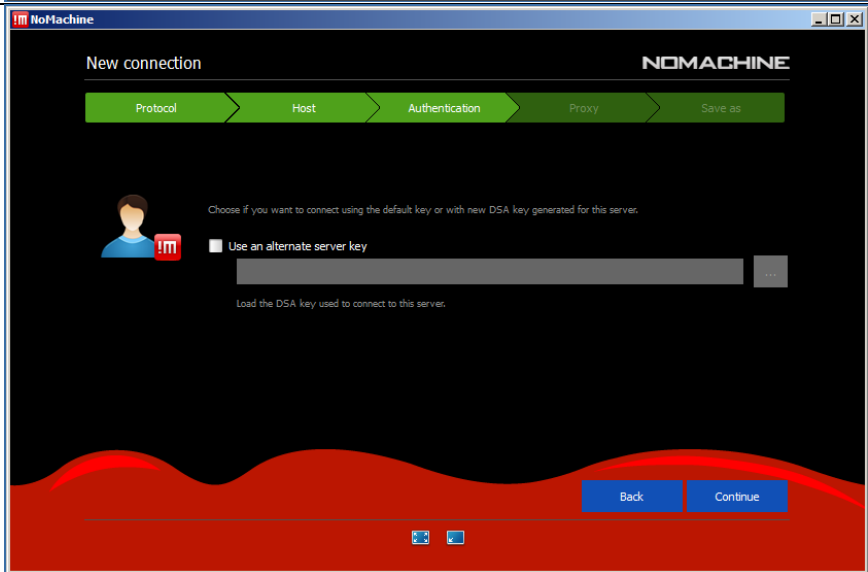 !m NoMachine
New connection
NOMACHINE
Protocol
Host
Authentication
Proxy
Save as
Choose if you want to connect using the default key or with new DSA key generated for this server.
!m
Use an alternate server key
...
Load the DSA key used to connect to this server.
Back
Continue